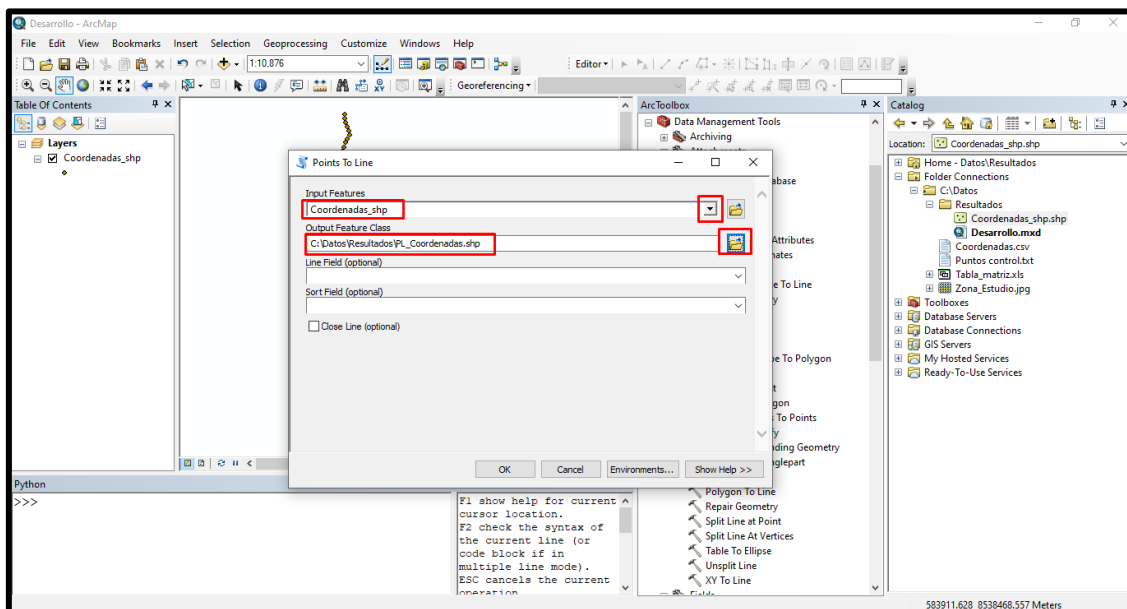 Desarrollo - ArcMap
File Edit View Bookmarks Insert Selection Geoprocessing Customize Windows Help
1:10,876
Editor
Georeferencing
Table Of Contents
Layers
Coordenadas_shp
Points To Line
Input Features
Coordenadas_shp
Output Feature Class
C:\Datos\Resultados\PL_Coordenadas.shp
Line Field (optional)
Sort Field (optional)
Close Line (optional)
OK Cancel Environments... Show Help >>
ArcToolbox
Data Management Tools
Archiving
abase
Attributes
nates
e To Line
y
pe To Polygon
t
gon
To Points
fy
nding Geometry
glepart
Polygon To Line
Repair Geometry
Split Line at Point
Split Line At Vertices
Table To Ellipse
Unsplit Line
XY To Line
Catalog
Location: Coordenadas_shp.shp
Home - Datos\Resultados
Folder Connections
C:\Datos
Resultados
Coordenadas_shp.shp
Desarrollo.mxd
Coordenadas.csv
Puntos control.txt
Tabla_matriz.xls
Zona_Estudio.jpg
Toolboxes
Database Servers
Database Connections
GIS Servers
My Hosted Services
Ready-To-Use Services
Python
>>>
F1 show help for current
cursor location.
F2 check the syntax of
the current line (or
code block if in
multiple line mode).
ESC cancels the current
operation
583911.628 8538468.557 Meters